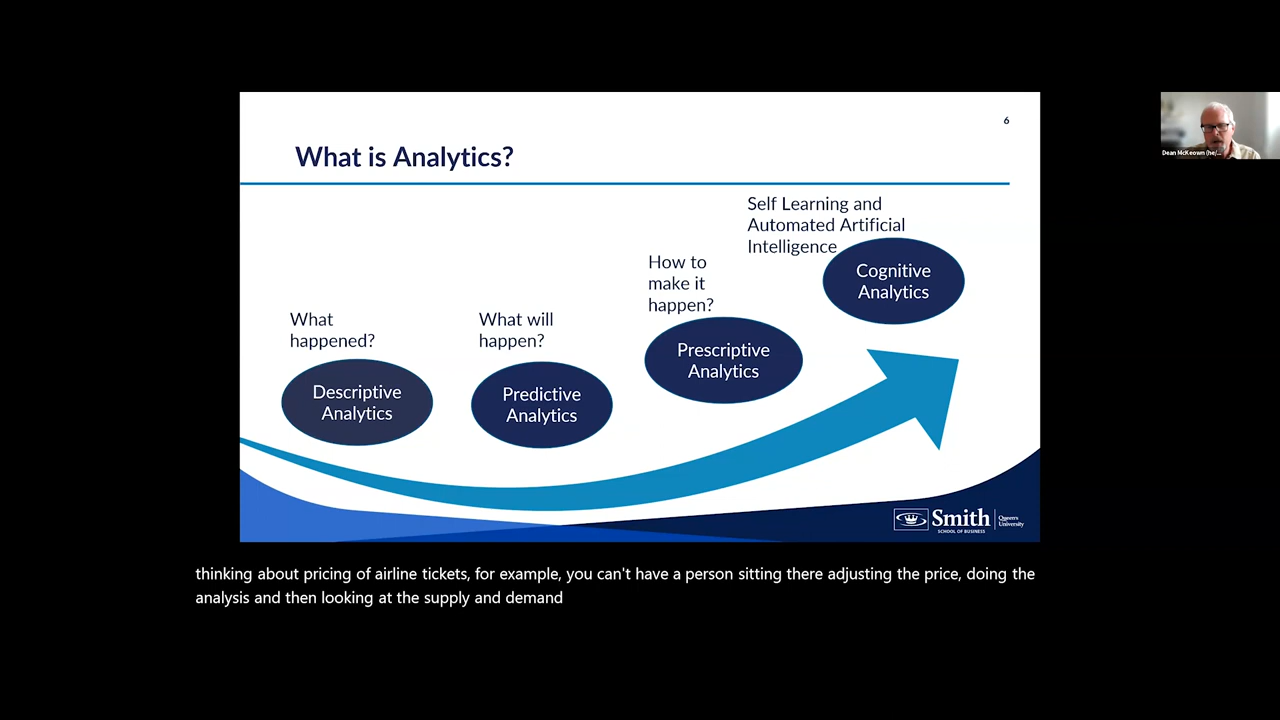 6
What is Analytics?
Self Learning and
Automated Artificial
Intelligence
How to
make it
happen?
Cognitive
Analytics
What
happened?
What will
happen?
Prescriptive
Analytics
Descriptive
Analytics
Predictive
Analytics
Smith
SCHOOL OF BUSINESS
Queen's
University
Dean McKeown (he/...
thinking about pricing of airline tickets, for example, you can't have a person sitting there adjusting the price, doing the
analysis and then looking at the supply and demand